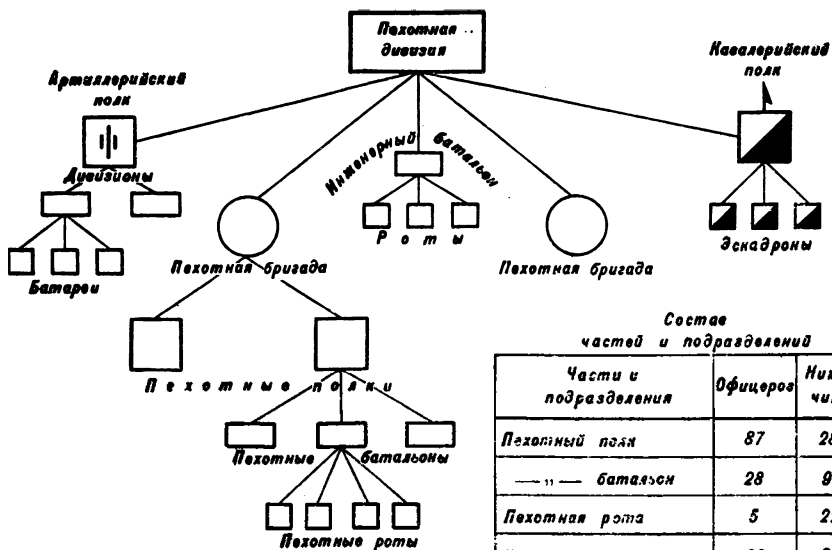 Пехотная
дивизия
Кавалерийский
полк
Артиллерийский
полк
Инженерный батальон
Дивизионы
Роты
Эскадроны
Пехотная бригада
Пехотная бригада
Батареи
Пехотные полки
Пехотные батальоны
Пехотные роты
Состав
частей и подразделений
Части и подразделения
Офицеров
Пехотный полк 87
—„— батальон 28
Пехотная рота 5